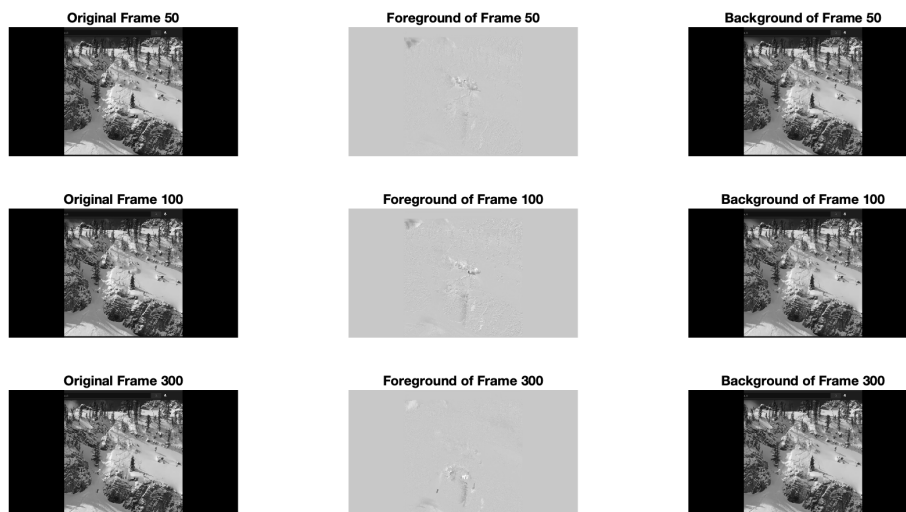 Original Frame 50
Foreground of Frame 50
Background of Frame 50
Original Frame 100
Foreground of Frame 100
Background of Frame 100
Original Frame 300
Foreground of Frame 300
Background of Frame 300